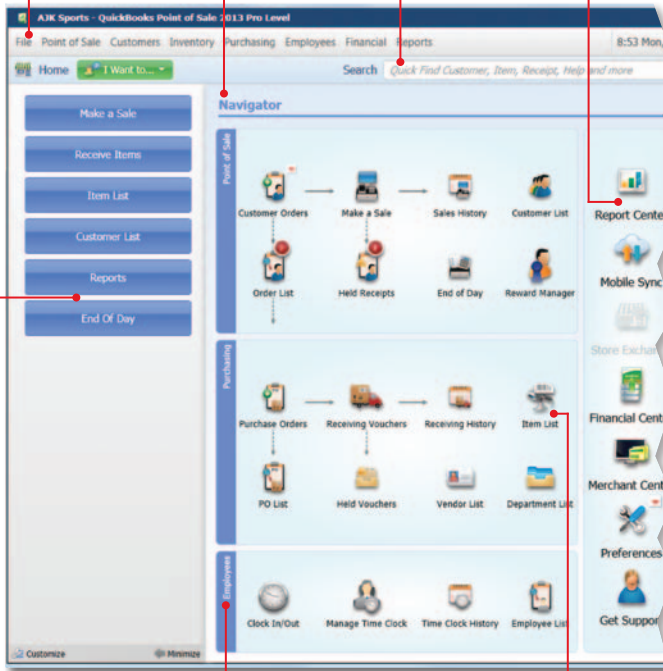 AJK Sports - QuickBooks Point of Sale 2013 Pro Level
File Point of Sale Customers Inventory Purchasing Employees Financial Reports 8:53 Mon,
Home I Want to... Search Quick Find Customer, Item, Receipt, Help and more
Make a Sale
Receive Items
Item List
Customer List
Reports
End Of Day
Customize Minimize
Navigator
Point of Sale
Customer Orders Make a Sale Sales History Customer List
Order List Held Receipts End of Day Reward Manager
Purchasing
Purchase Orders Receiving Vouchers Receiving History Item List
PO List Held Vouchers Vendor List Department List
Employees
Clock In/Out Manage Time Clock Time Clock History Employee List
Report Cente
Mobile Sync
Store Exchan
Financial Cent
Merchant Cent
Preferences
Get Suppor